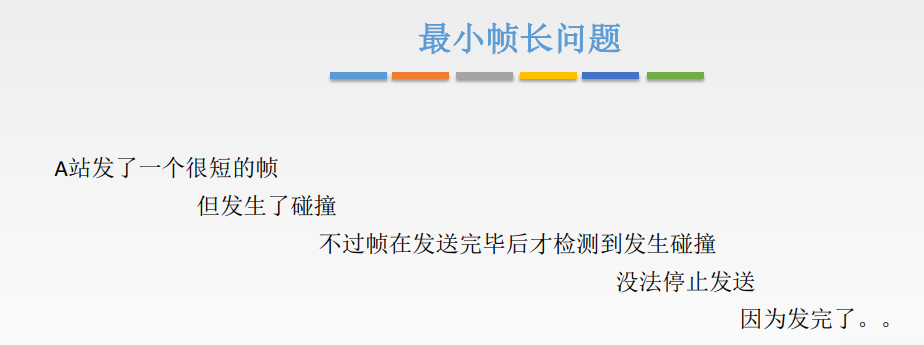 最小帧长问题
A站发了一个很短的帧
但发生了碰撞
不过帧在发送完毕后才检测到发生碰撞
没法停止发送
因为发完了。。